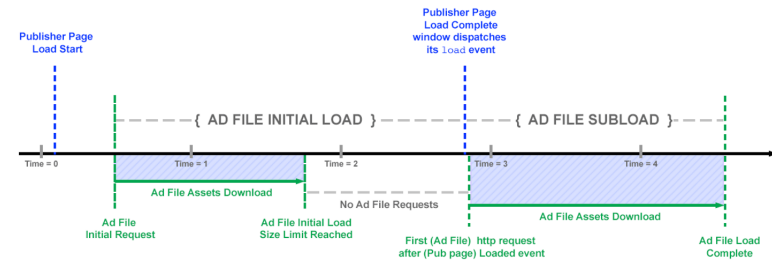 Publisher Page
Load Start
Publisher Page
Load Complete
window dispatches
its load event
{ AD FILE INITIAL LOAD }
{ AD FILE SUBLOAD }
Time = 0
Time = 1
Time = 2
Time = 3
Time = 4
Ad File Assets Download
No Ad File Requests
Ad File Assets Download
Ad File
Initial Request
Ad File Initial Load
Size Limit Reached
First (Ad File) http request
after (Pub page) Loaded event
Ad File Load
Complete